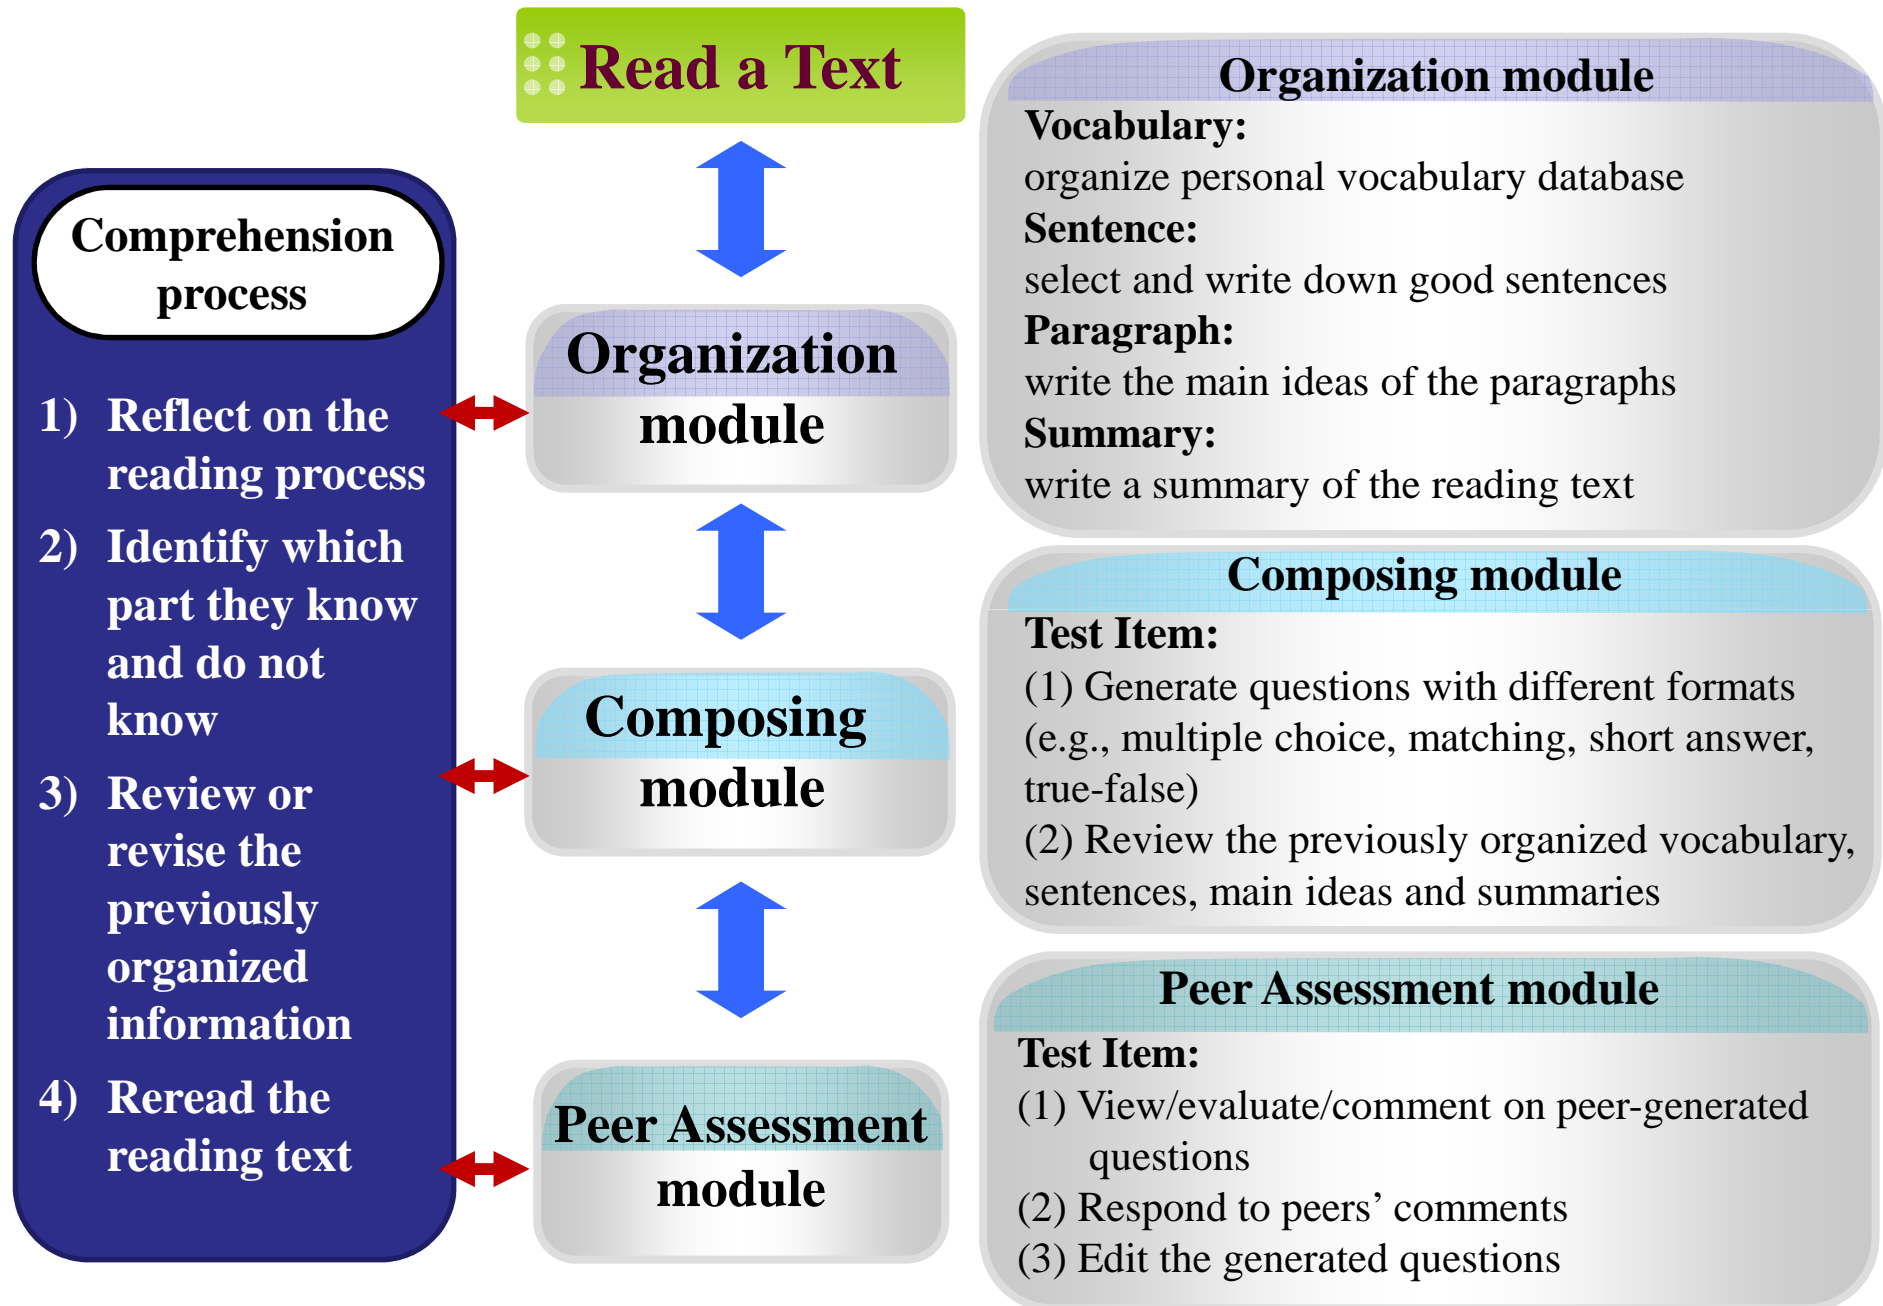 Read a Text
Comprehension
process
1) Reflect on the
reading process
2) Identify which
part they know
and do not
know
3) Review or
revise the
previously
organized
information
4) Reread the
reading text
Organization
module
Composing
module
Peer Assessment
module
Organization module
Vocabulary:
organize personal vocabulary database
Sentence:
select and write down good sentences
Paragraph:
write the main ideas of the paragraphs
Summary:
write a summary of the reading text
Composing module
Test Item:
(1) Generate questions with different formats
(e.g., multiple choice, matching, short answer,
true-false)
(2) Review the previously organized vocabulary,
sentences, main ideas and summaries
Peer Assessment module
Test Item:
(1) View/evaluate/comment on peer-generated
questions
(2) Respond to peers’ comments
(3) Edit the generated questions